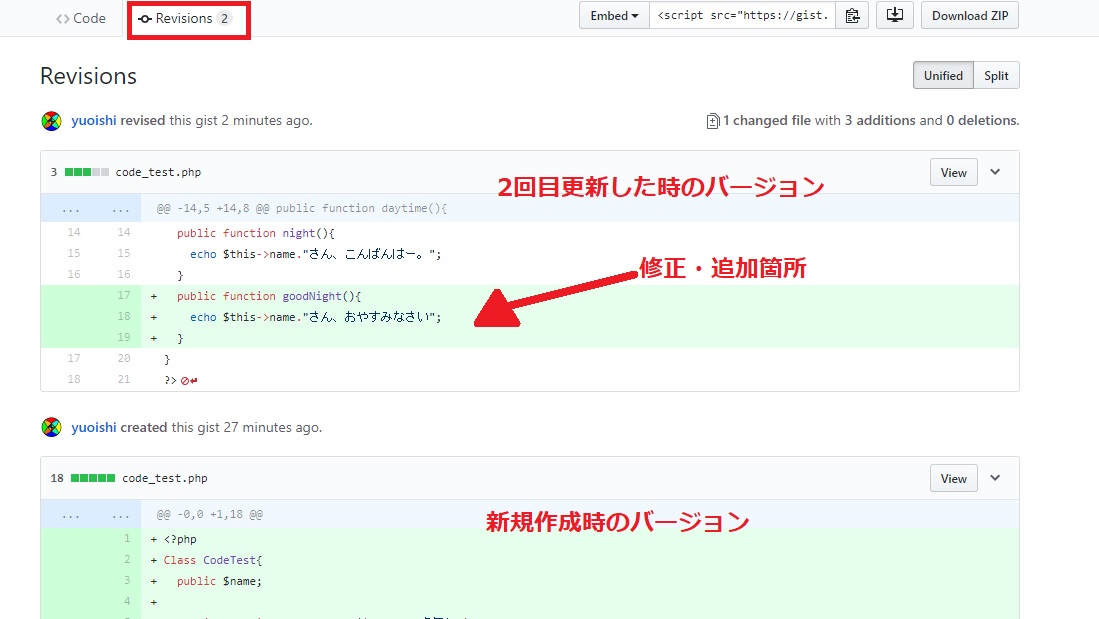 Code Revisions 2 Embed <script src="https://gist. Download ZIP
Revisions Unified Split
yuoishi revised this gist 2 minutes ago. 1 changed file with 3 additions and 0 deletions.
3 code_test.php View
2回目更新した時のバージョン
... ... @@ -14,5 +14,8 @@ public function daytime(){
14 14 public function night(){
15 15 echo $this->name."さん、こんばんはー。";
16 16 }
修正・追加箇所
17 + public function goodNight(){
18 + echo $this->name."さん、おやすみなさい";
19 + }
17 20 }
18 21 ?>
yuoishi created this gist 27 minutes ago.
18 code_test.php View
... ... @@ -0,0 +1,18 @@
新規作成時のバージョン
1 + <?php
2 + Class CodeTest{
3 + public $name;
4 +